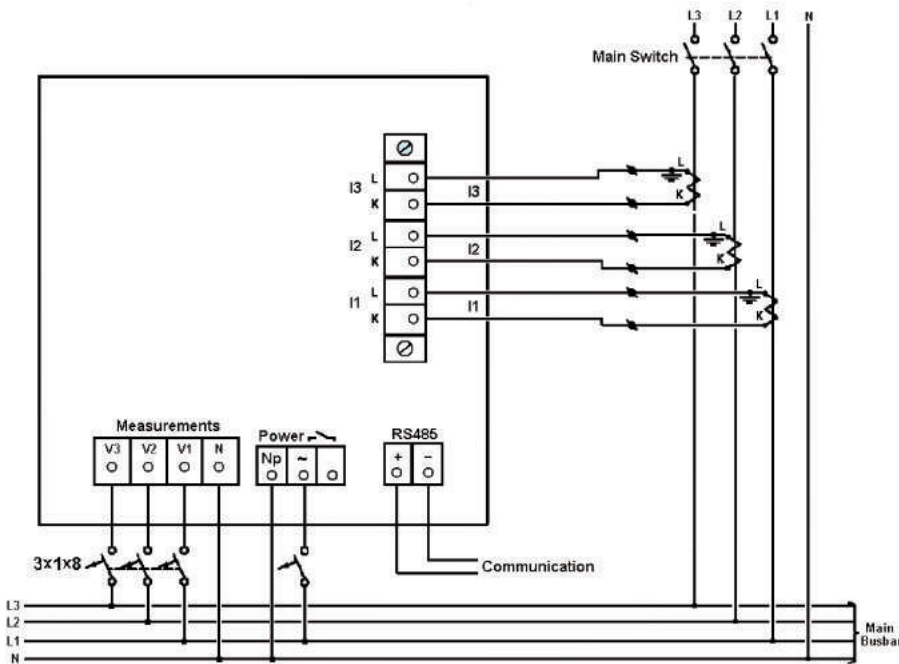 L3 L2 L1 N
Main Switch
I3 L
K
I3
L
K
I2 L
K
I2
L
K
I1 L
K
I1
L
K
Measurements
V3 V2 V1 N
Power
Np ~
RS485
+ −
3x1x8
Communication
L3
L2
L1
N
Main
Busbar